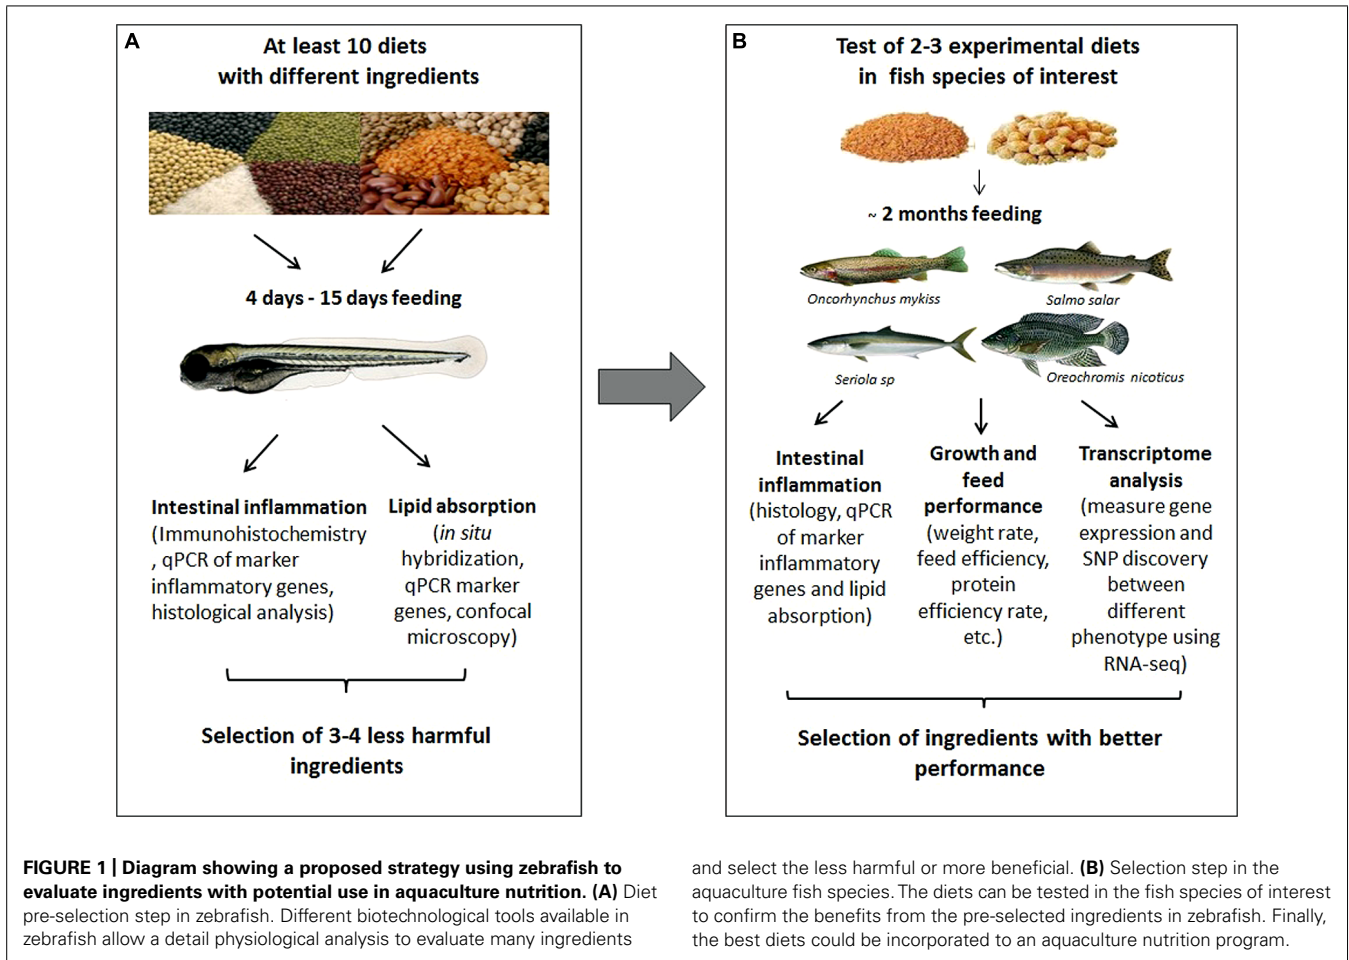 A
At least 10 diets
with different ingredients
4 days - 15 days feeding
Intestinal inflammation
(Immunohistochemistry
, qPCR of marker
inflammatory genes,
histological analysis)
Lipid absorption
(in situ
hybridization,
qPCR marker
genes, confocal
microscopy)
Selection of 3-4 less harmful
ingredients
B
Test of 2-3 experimental diets
in fish species of interest
~ 2 months feeding
Oncorhynchus mykiss
Salmo salar
Seriola sp
Oreochromis nicoticus
Intestinal
inflammation
(histology, qPCR
of marker
inflammatory
genes and lipid
absorption)
Growth and
feed
performance
(weight rate,
feed efficiency,
protein
efficiency rate,
etc.)
Transcriptome
analysis
(measure gene
expression and
SNP discovery
between
different
phenotype using
RNA-seq)
Selection of ingredients with better
performance
FIGURE 1 | Diagram showing a proposed strategy using zebrafish to
evaluate ingredients with potential use in aquaculture nutrition. (A) Diet
pre-selection step in zebrafish. Different biotechnological tools available in
zebrafish allow a detail physiological analysis to evaluate many ingredients
and select the less harmful or more beneficial. (B) Selection step in the
aquaculture fish species. The diets can be tested in the fish species of interest
to confirm the benefits from the pre-selected ingredients in zebrafish. Finally,
the best diets could be incorporated to an aquaculture nutrition program.